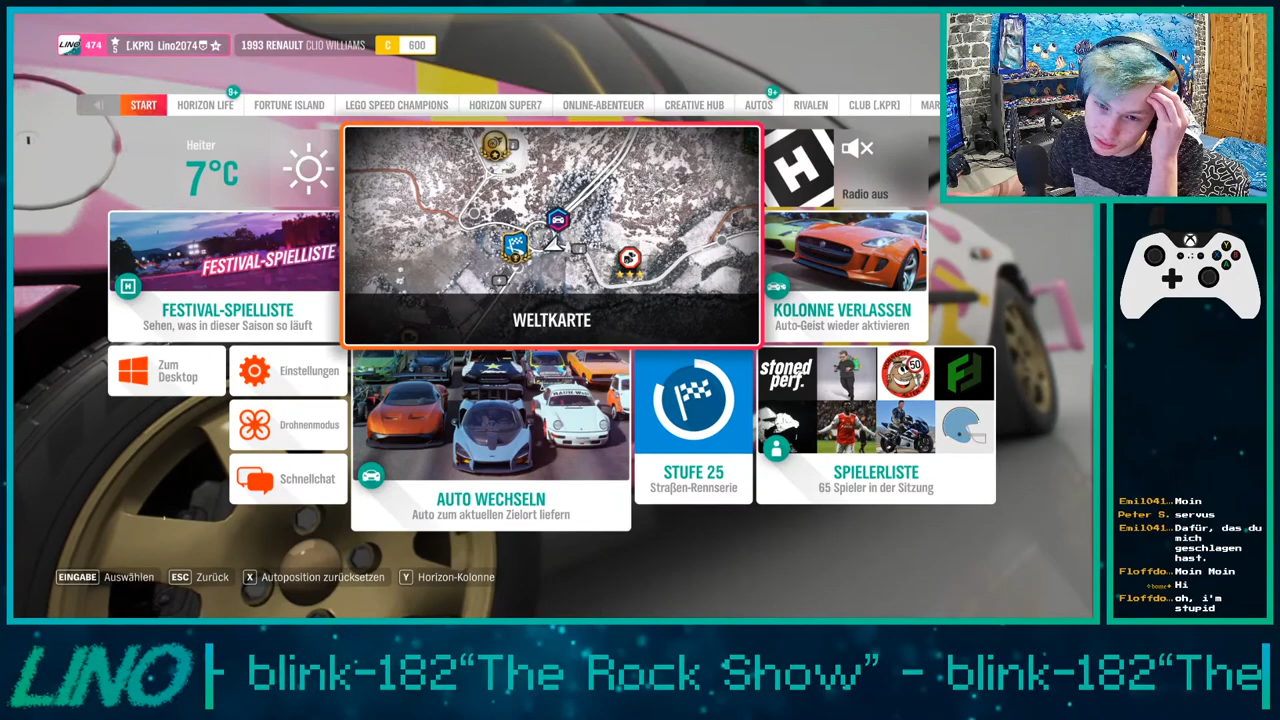 LINO 474 5 [.KPR] Lino2074
1993 RENAULT CLIO WILLIAMS C 600
START HORIZON LIFE 9+ FORTUNE ISLAND LEGO SPEED CHAMPIONS HORIZON SUPER7 ONLINE-ABENTEUER CREATIVE HUB AUTOS 9+ RIVALEN CLUB [.KPR] MAR
Heiter
7°C
Radio aus
FESTIVAL-SPIELLISTE
FESTIVAL-SPIELLISTE
Sehen, was in dieser Saison so läuft
WELTKARTE
KOLONNE VERLASSEN
Auto-Geist wieder aktivieren
Zum
Desktop
Einstellungen
Drohnenmodus
Schnellchat
AUTO WECHSELN
Auto zum aktuellen Zielort liefern
STUFE 25
Straßen-Rennserie
stoned
perf.
50
SPIELERLISTE
65 Spieler in der Sitzung
EINGABE Auswählen ESC Zurück X Autoposition zurücksetzen Y Horizon-Kolonne
Emil041… Moin
Peter S. servus
Emil041… Dafür, das du
mich
geschlagen
hast.
Floffdo… Moin Moin
Hi
Floffdo… oh, i'm
stupid
LINO
blink-182“The Rock Show” - blink-182“The